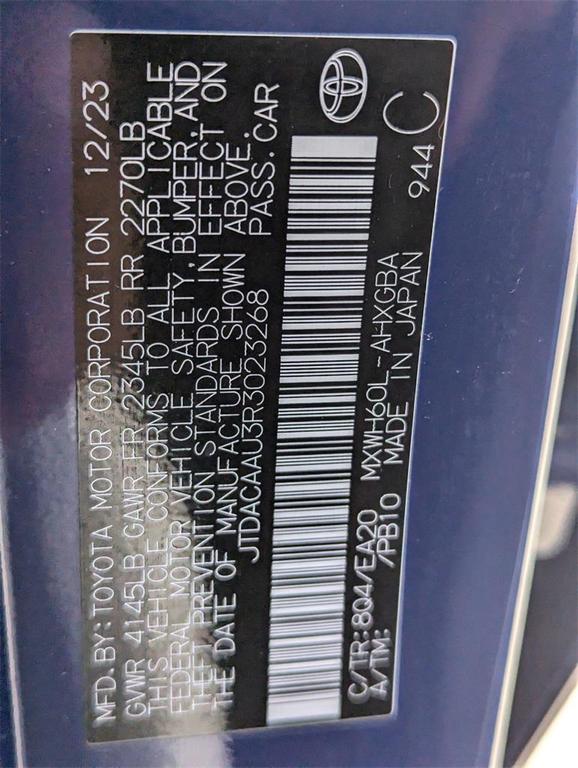 MFD.BY:TOYOTA MOTOR CORPORATION 12/23
GVWR 4145LB GAWR FR 2345LB RR 2270LB
THIS VEHICLE CONFORMS TO ALL APPLICABLE
FEDERAL MOTOR VEHICLE SAFETY,BUMPER,AND
THEFT PREVENTION STANDARDS IN EFFECT ON
THE DATE OF MANUFACTURE SHOWN ABOVE.
JTDACAAU3R3023268 PASS.CAR
C/TR:8Q4/EA20 MXWH60L-AHXGBA
A/TM: /PB10 MADE IN JAPAN
944 C